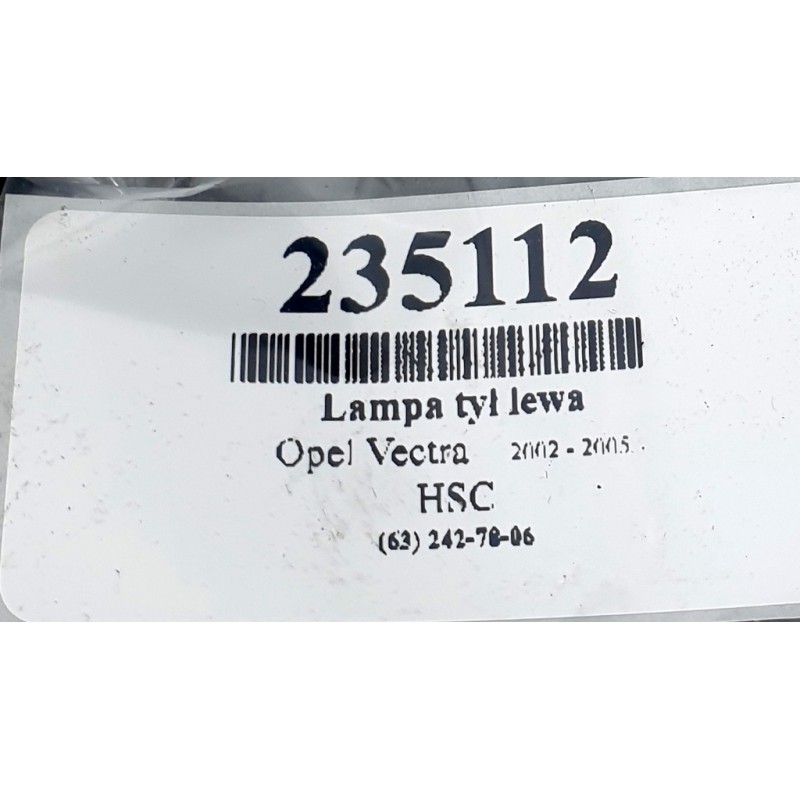 235112
Lampa tył lewa
Opel Vectra 2002 - 2005
HSC
(63) 242-78-06